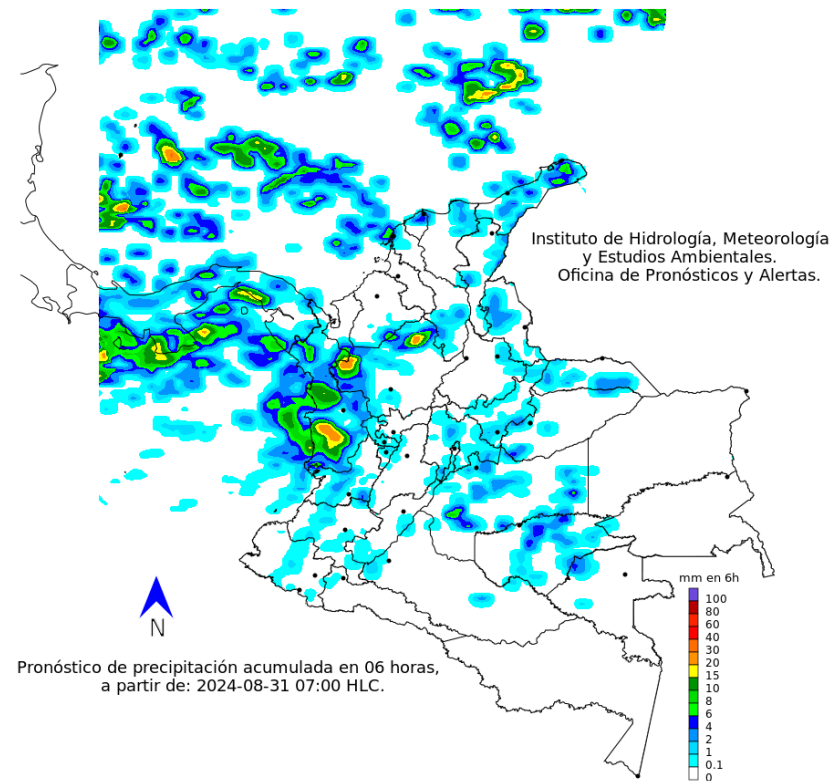 Instituto de Hidrología, Meteorología
y Estudios Ambientales.
Oficina de Pronósticos y Alertas.
N
Pronóstico de precipitación acumulada en 06 horas,
a partir de: 2024-08-31 07:00 HLC.
mm en 6h
100
80
60
40
30
20
15
10
8
6
4
2
1
0.1
0